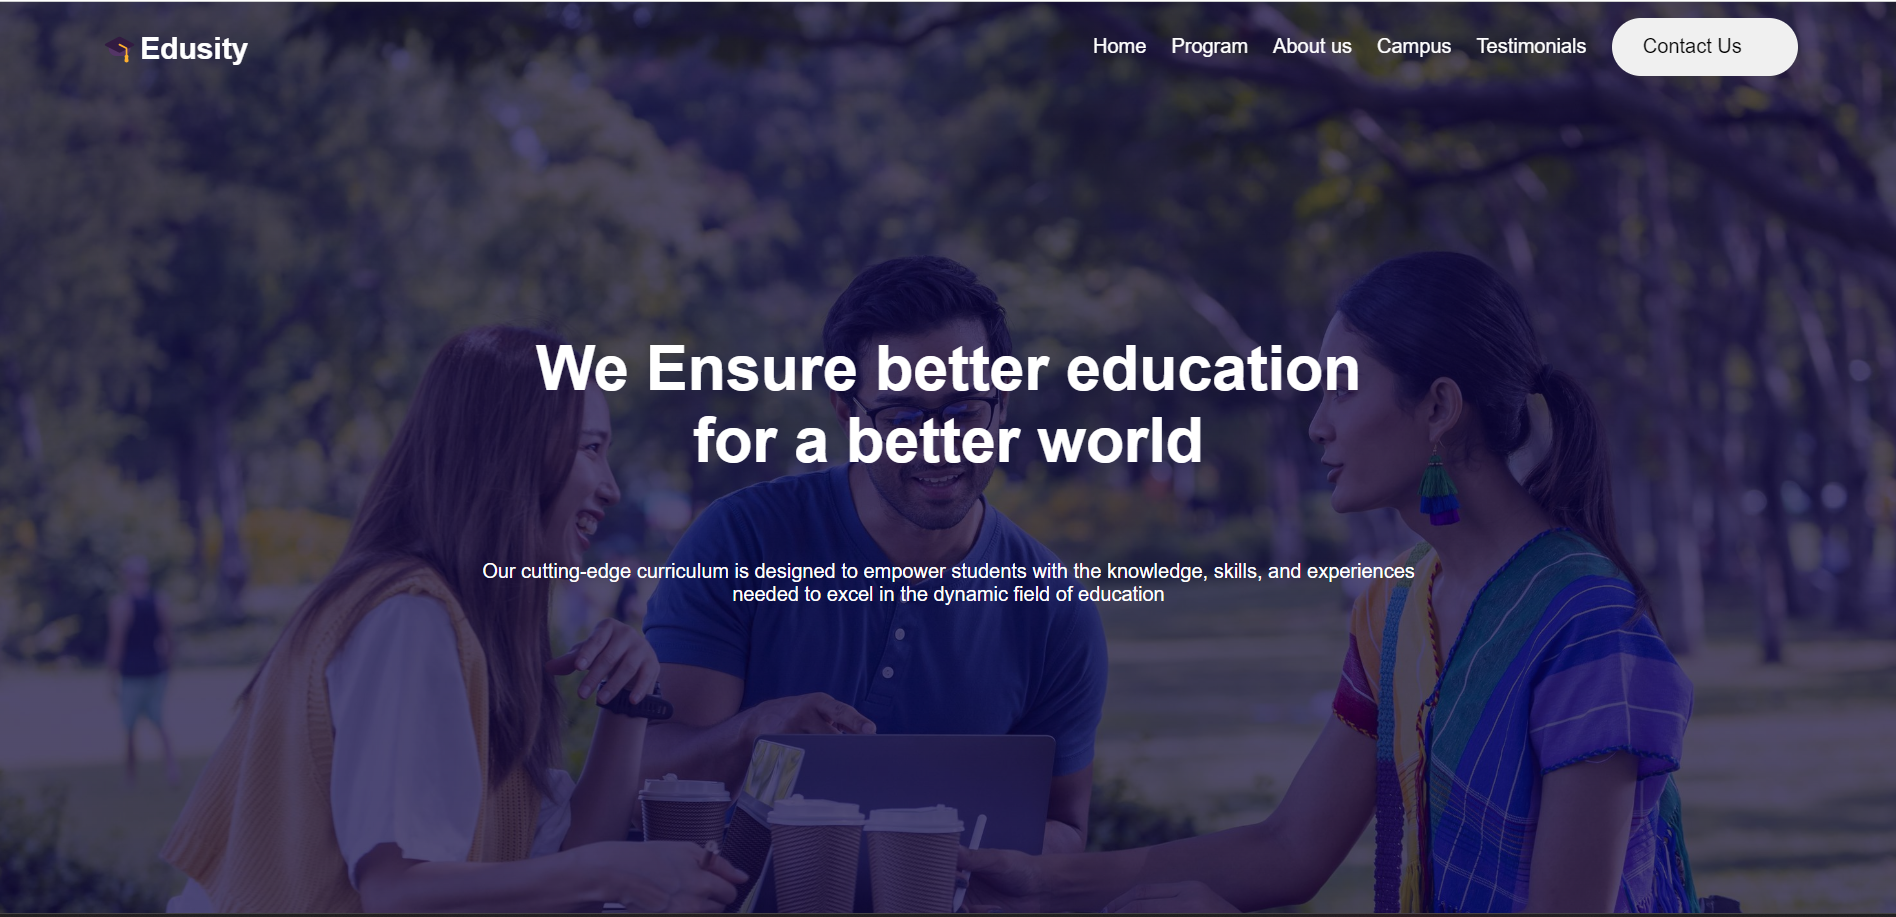 Edusity
Home Program About us Campus Testimonials Contact Us
We Ensure better education
for a better world
Our cutting-edge curriculum is designed to empower students with the knowledge, skills, and experiences
needed to excel in the dynamic field of education